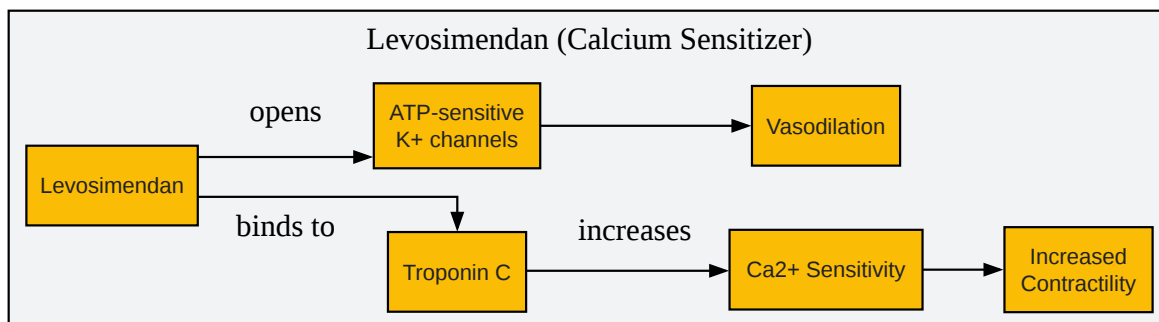 Levosimendan (Calcium Sensitizer)
opens
ATP-sensitive
K+ channels
Vasodilation
Levosimendan
binds to
Troponin C
increases
Ca2+ Sensitivity
Increased
Contractility